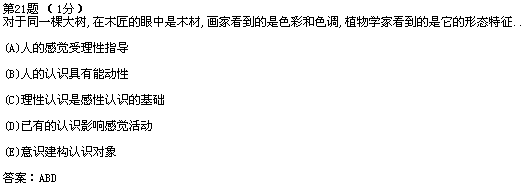 第21题 （1分）
对于同一棵大树,在木匠的眼中是木材,画家看到的是色彩和色调,植物学家看到的是它的形态特征..
(A)人的感觉受理性指导
(B)人的认识具有能动性
(C)理性认识是感性认识的基础
(D)已有的认识影响感觉活动
(E)意识建构认识对象
答案：ABD